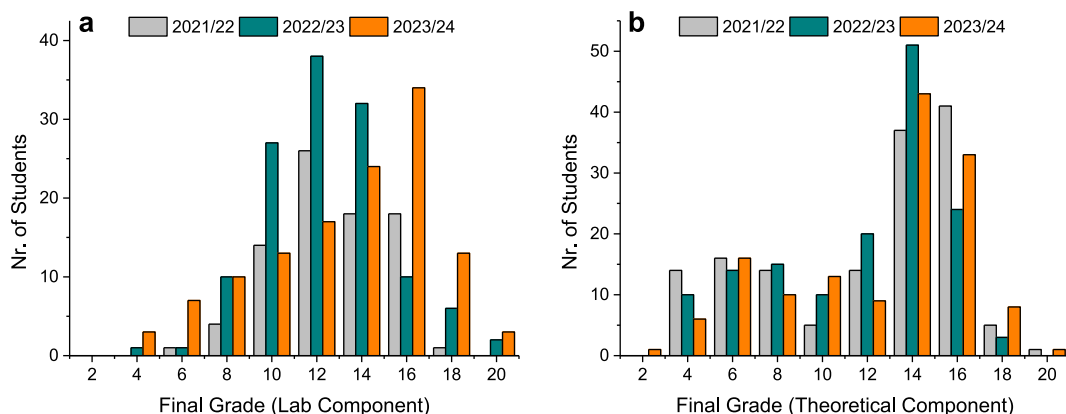 a
2021/22 2022/23 2023/24
40
30
20
10
0
Nr. of Students
2 4 6 8 10 12 14 16 18 20
Final Grade (Lab Component)
b
2021/22 2022/23 2023/24
50
40
30
20
10
0
Nr. of Students
2 4 6 8 10 12 14 16 18 20
Final Grade (Theoretical Component)